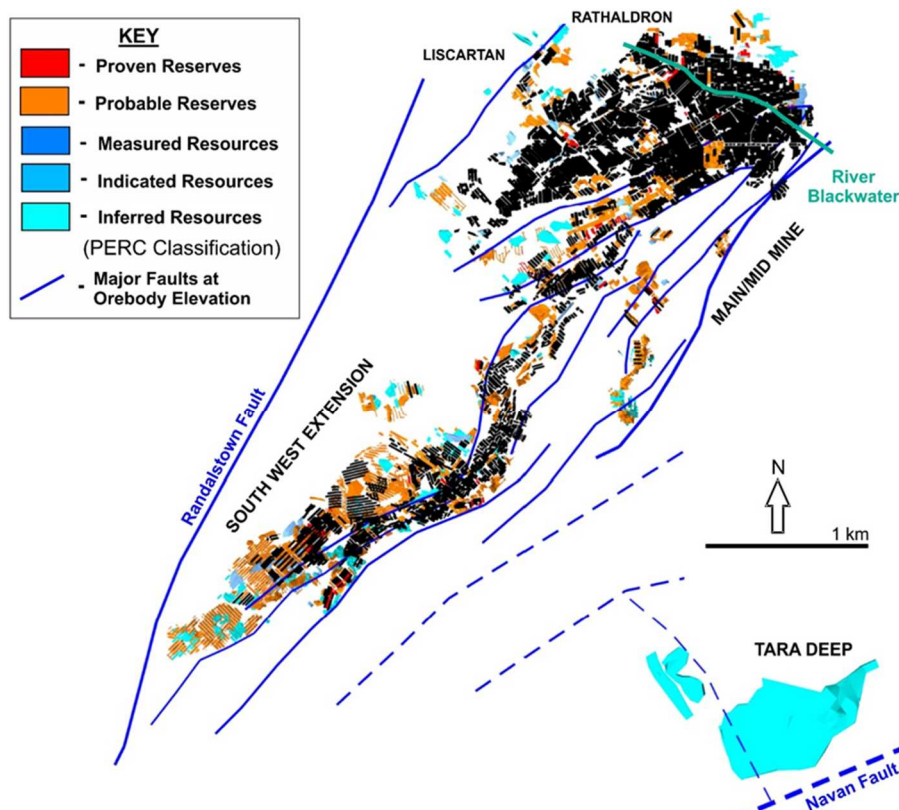 KEY
- Proven Reserves
- Probable Reserves
- Measured Resources
- Indicated Resources
- Inferred Resources
(PERC Classification)
- Major Faults at
Orebody Elevation
RATHALDRON
LISCARTAN
River
Blackwater
MAIN/MID MINE
Randalstown Fault
SOUTH WEST EXTENSION
N
1 km
TARA DEEP
Navan Fault